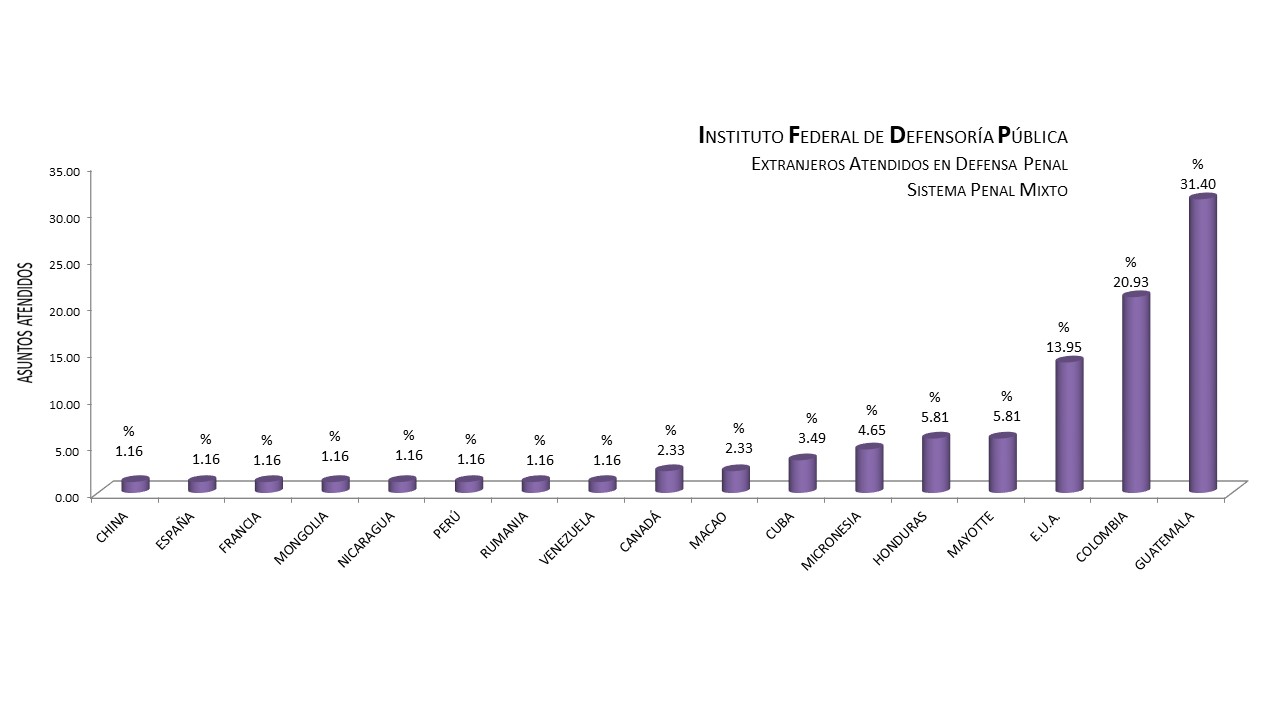 INSTITUTO FEDERAL DE DEFENSORÍA PÚBLICA
EXTRANJEROS ATENDIDOS EN DEFENSA PENAL
SISTEMA PENAL MIXTO
ASUNTOS ATENDIDOS
35.00
30.00
25.00
20.00
15.00
10.00
5.00
0.00
%
1.16
%
1.16
%
1.16
%
1.16
%
1.16
%
1.16
%
1.16
%
1.16
%
2.33
%
2.33
%
3.49
%
4.65
%
5.81
%
5.81
%
13.95
%
20.93
%
31.40
CHINA
ESPAÑA
FRANCIA
MONGOLIA
NICARAGUA
PERÚ
RUMANIA
VENEZUELA
CANADÁ
MACAO
CUBA
MICRONESIA
HONDURAS
MAYOTTE
E.U.A.
COLOMBIA
GUATEMALA